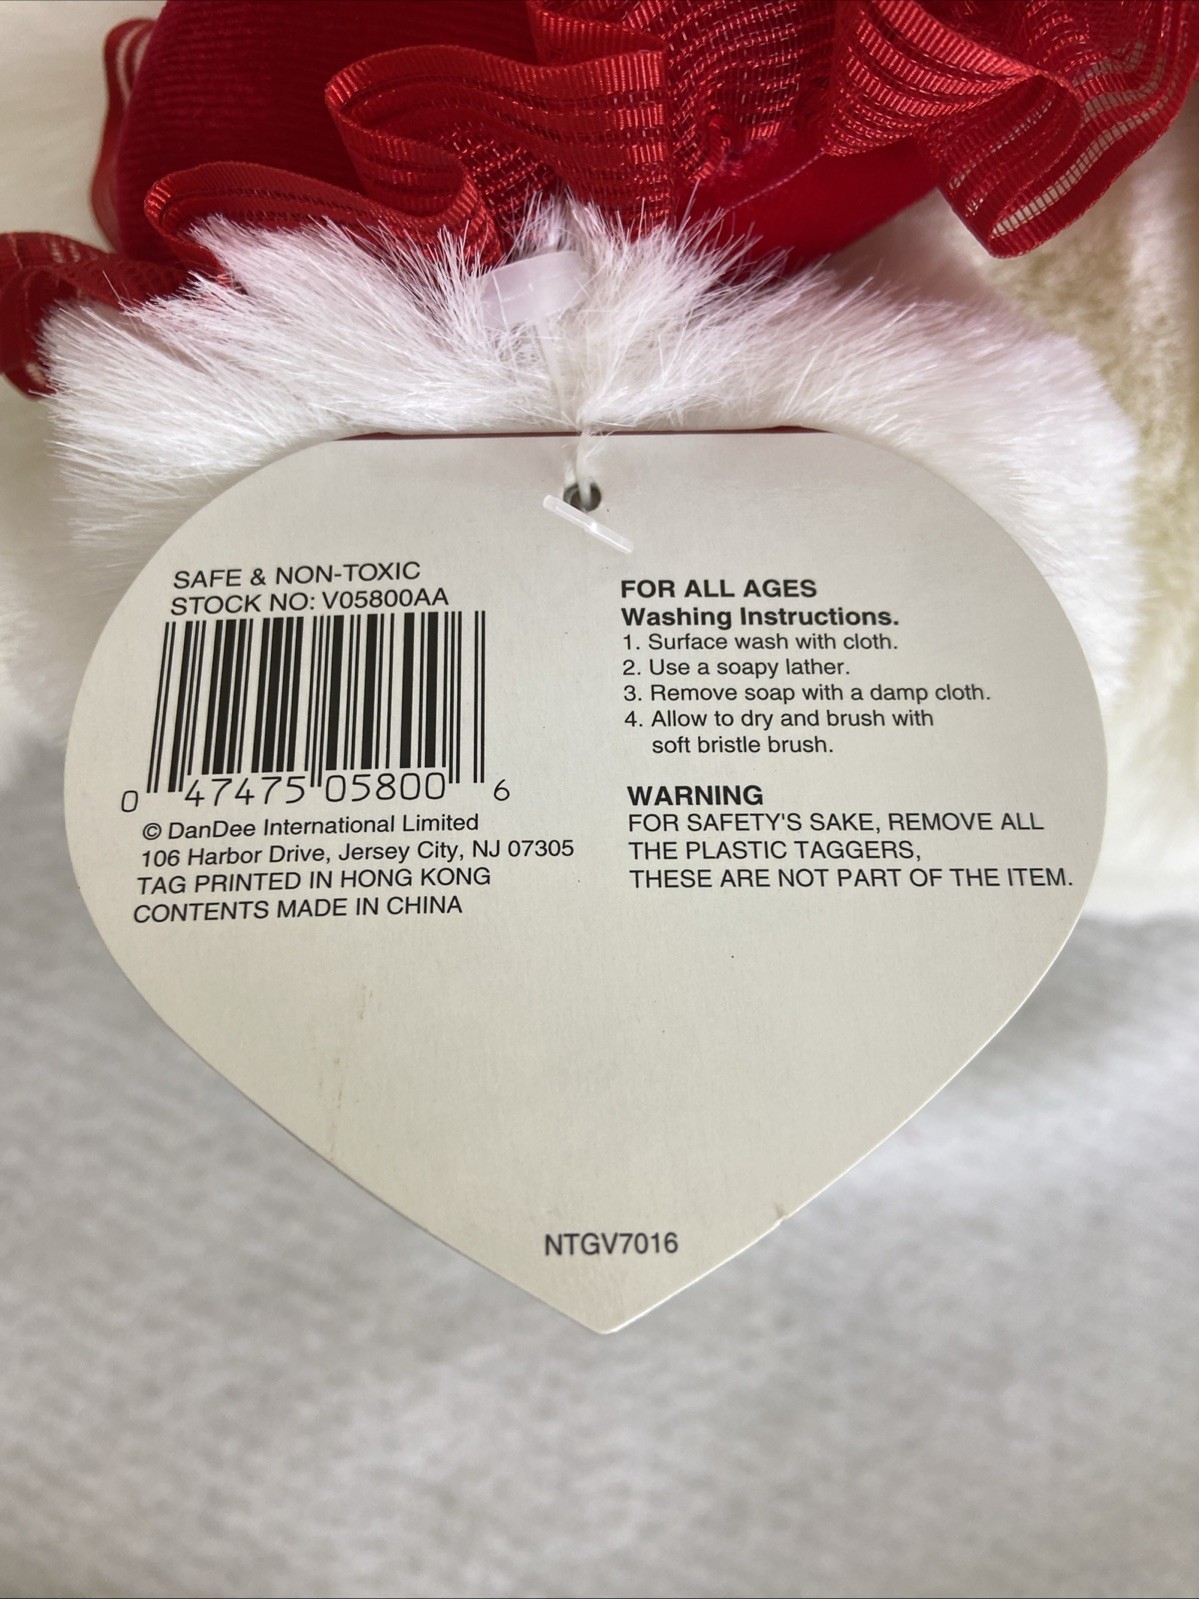 SAFE & NON-TOXIC
STOCK NO: V05800AA
0 47475 05800 6
© DanDee International Limited
106 Harbor Drive, Jersey City, NJ 07305
TAG PRINTED IN HONG KONG
CONTENTS MADE IN CHINA
FOR ALL AGES
Washing Instructions.
1. Surface wash with cloth.
2. Use a soapy lather.
3. Remove soap with a damp cloth.
4. Allow to dry and brush with
soft bristle brush.
WARNING
FOR SAFETY'S SAKE, REMOVE ALL
THE PLASTIC TAGGERS,
THESE ARE NOT PART OF THE ITEM.
NTGV7016